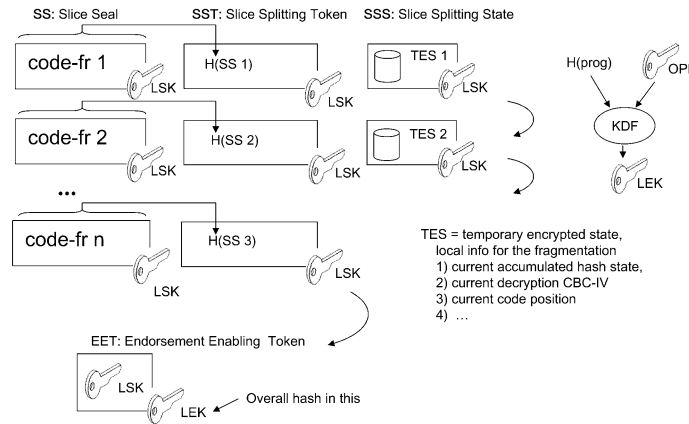 SS: Slice Seal
SST: Slice Splitting Token
SSS: Slice Splitting State
code-fr 1
LSK
H(SS 1)
LSK
TES 1
LSK
H(prog)
code-fr 2
LSK
H(SS 2)
LSK
TES 2
LSK
KDF
LEK
...
code-fr n
LSK
H(SS 3)
LSK
TES = temporary encrypted state,
local info for the fragmentation
1) current accumulated hash state,
2) current decryption CBC-IV
3) current code position
4) ...
EET: Endorsement Enabling Token
LSK
LEK
Overall hash in this